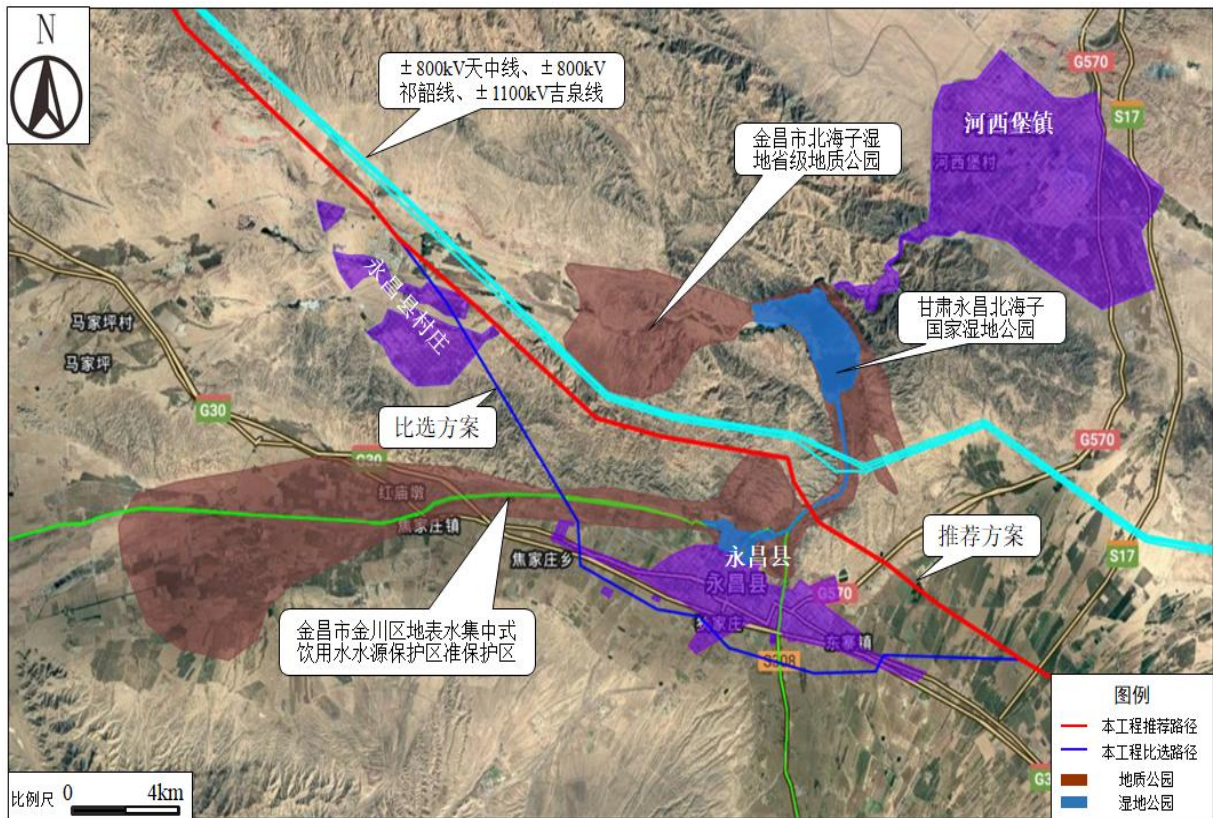 N
±800kV天中线、±800kV
祁韶线、±1100kV吉泉线
G570
S17
河西堡镇
河西堡村
金昌市北海子湿
地省级地质公园
甘肃永昌北海子
国家湿地公园
永昌县村庄
马家坪村
马家坪
G30
比选方案
G30
G570
红庙墩
焦家庄镇
焦家庄乡
推荐方案
S17
永昌县
永昌县
G570
金昌市金川区地表水集中式
饮用水水源保护区准保护区
东寨镇
S308
图例
本工程推荐路径
本工程比选路径
地质公园
湿地公园
比例尺 0 4km